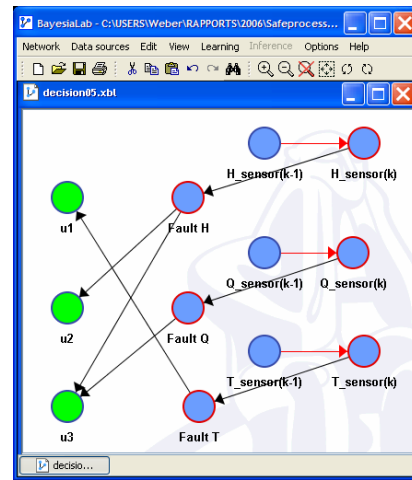 BayesiaLab - C:\USERS\Weber\RAPPORTS\2006\Safeprocess...
Network Data sources Edit View Learning Inference Options Help
decision05.xbl
H_sensor(k-1) H_sensor(k)
u1 Fault H
Q_sensor(k-1) Q_sensor(k)
u2 Fault Q
T_sensor(k-1) T_sensor(k)
u3 Fault T
decisio...